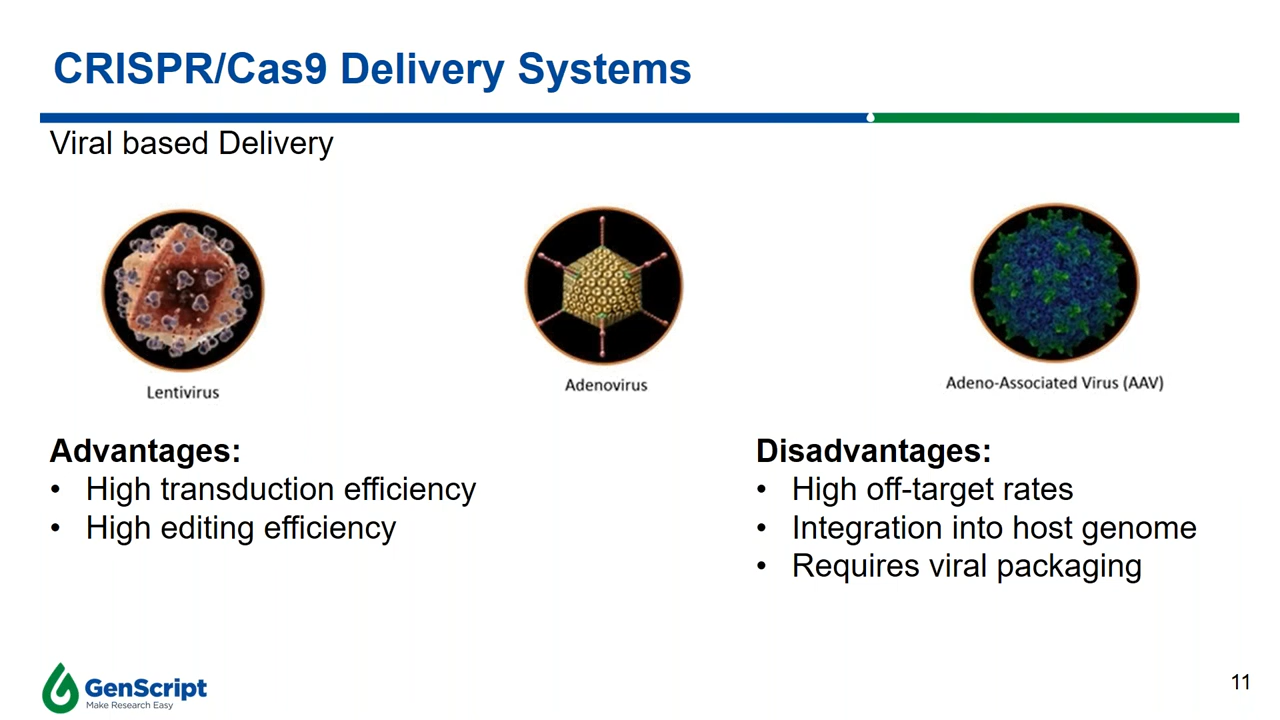 CRISPR/Cas9 Delivery Systems
Viral based Delivery
Lentivirus
Adenovirus
Adeno-Associated Virus (AAV)
Advantages:
• High transduction efficiency
• High editing efficiency
Disadvantages:
• High off-target rates
• Integration into host genome
• Requires viral packaging
GenScript
Make Research Easy
11